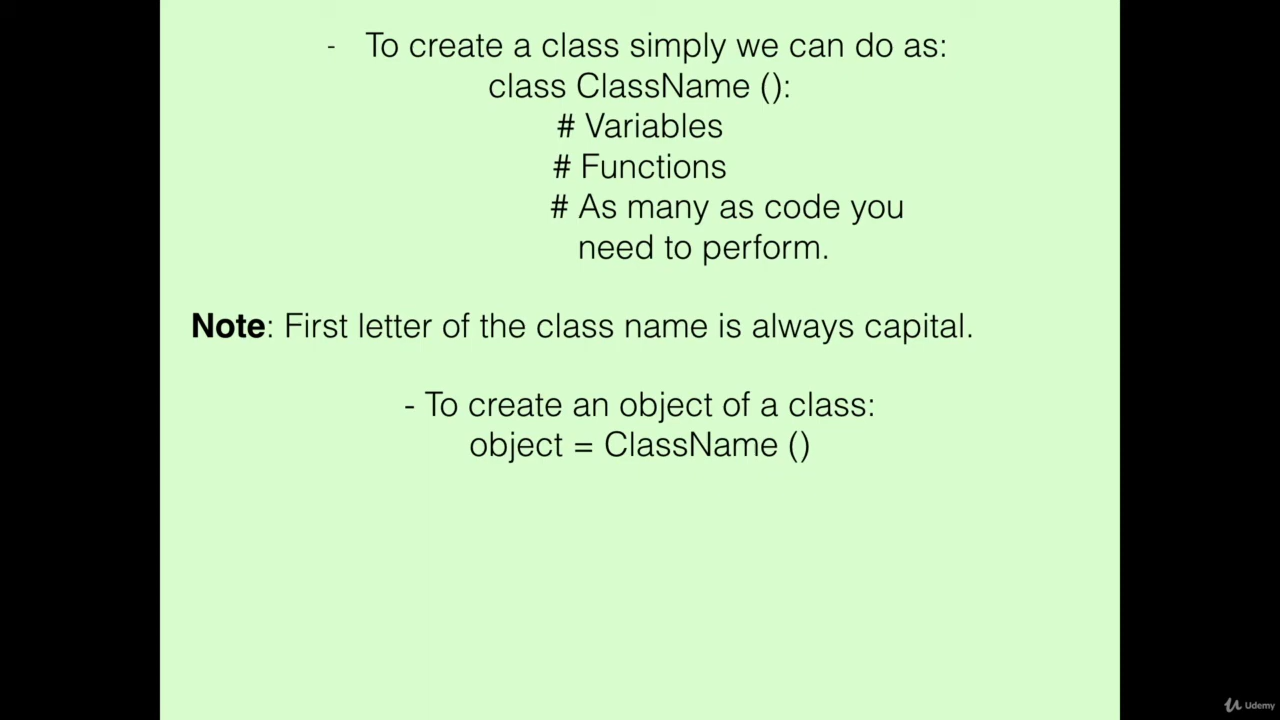 - To create a class simply we can do as:
class ClassName ():
# Variables
# Functions
# As many as code you
need to perform.
Note: First letter of the class name is always capital.
- To create an object of a class:
object = ClassName ()
Udemy